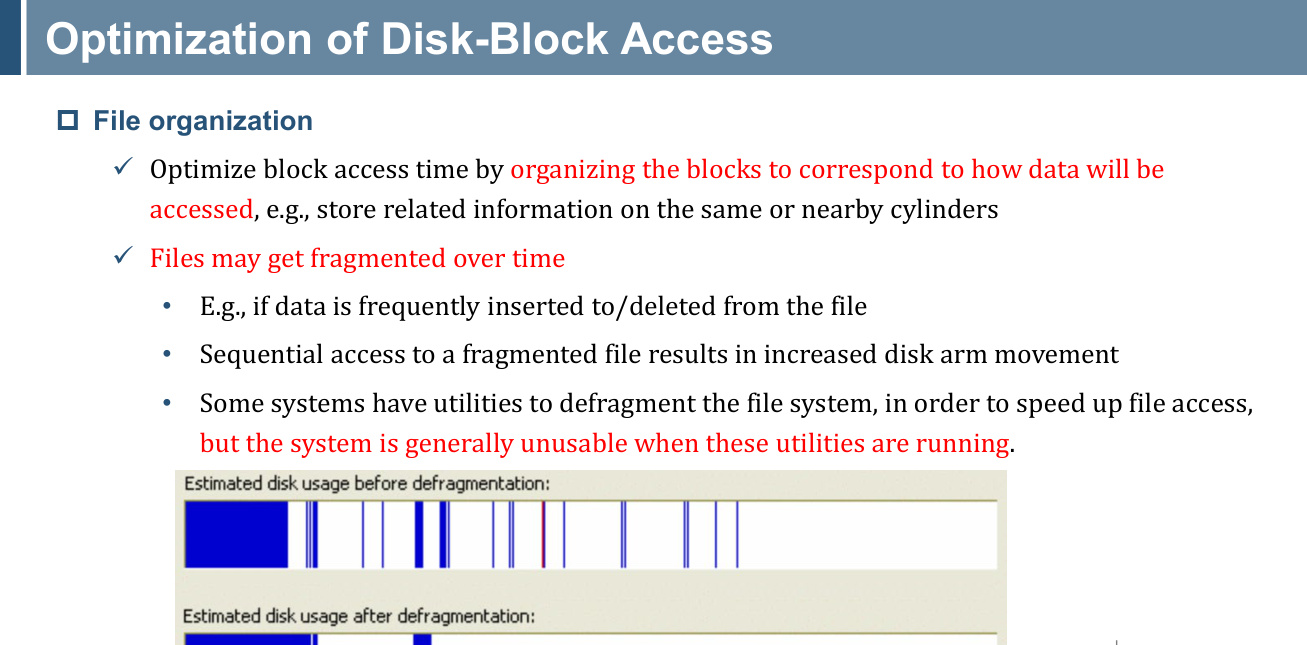 Optimization of Disk-Block Access
File organization
Optimize block access time by organizing the blocks to correspond to how data will be
accessed, e.g., store related information on the same or nearby cylinders
Files may get fragmented over time
E.g., if data is frequently inserted to/deleted from the file
Sequential access to a fragmented file results in increased disk arm movement
Some systems have utilities to defragment the file system, in order to speed up file access,
but the system is generally unusable when these utilities are running.
Estimated disk usage before defragmentation:
Estimated disk usage after defragmentation: